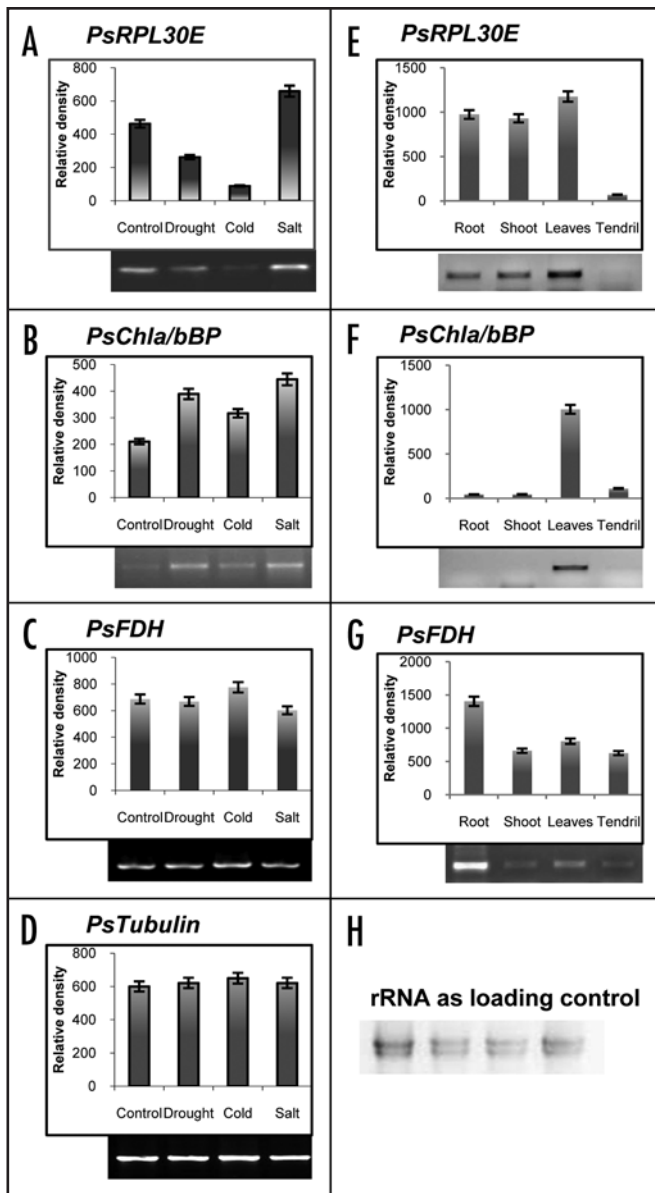 A
PsRPL30E
Relative density
800
600
400
200
0
Control Drought Cold Salt
B
PsChla/bBP
Relative density
500
400
300
200
100
0
Control Drought Cold Salt
C
PsFDH
Relative density
1000
800
600
400
200
0
Control Drought Cold Salt
D
PsTubulin
Relative density
800
600
400
200
0
Control Drought Cold Salt
E
PsRPL30E
Relative density
1500
1000
500
0
Root Shoot Leaves Tendril
F
PsChla/bBP
Relative density
1500
1000
500
0
Root Shoot Leaves Tendril
G
PsFDH
Relative density
2000
1500
1000
500
0
Root Shoot Leaves Tendril
H
rRNA as loading control